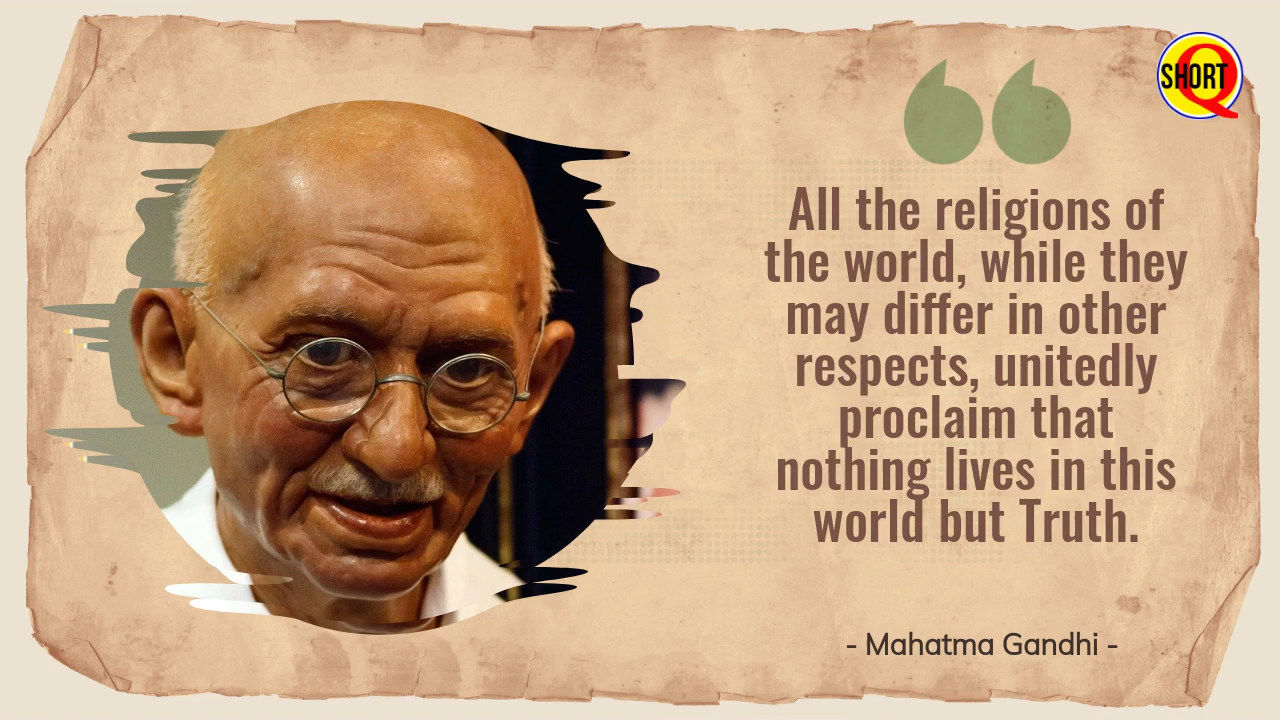 SHORT Q
All the religions of
the world, while they
may differ in other
respects, unitedly
proclaim that
nothing lives in this
world but Truth.
- Mahatma Gandhi -